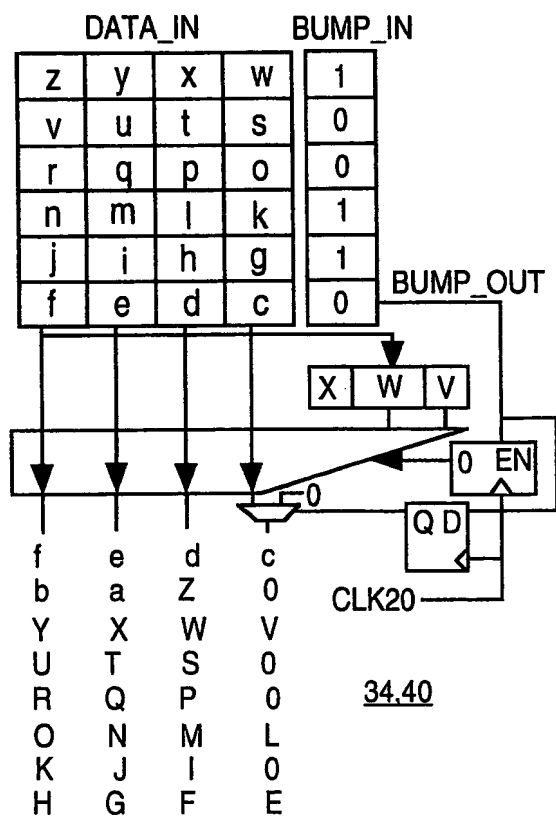 DATA_IN BUMP_IN
z y x w 1
v u t s 0
r q p o 0
n m l k 1
j i h g 1
f e d c 0
BUMP_OUT
X W V
0 EN
0
Q D
CLK20
f e d c
b a Z 0
Y X W V
U T S 0
R Q P 0
O N M L
K J I 0
H G F E
34,40